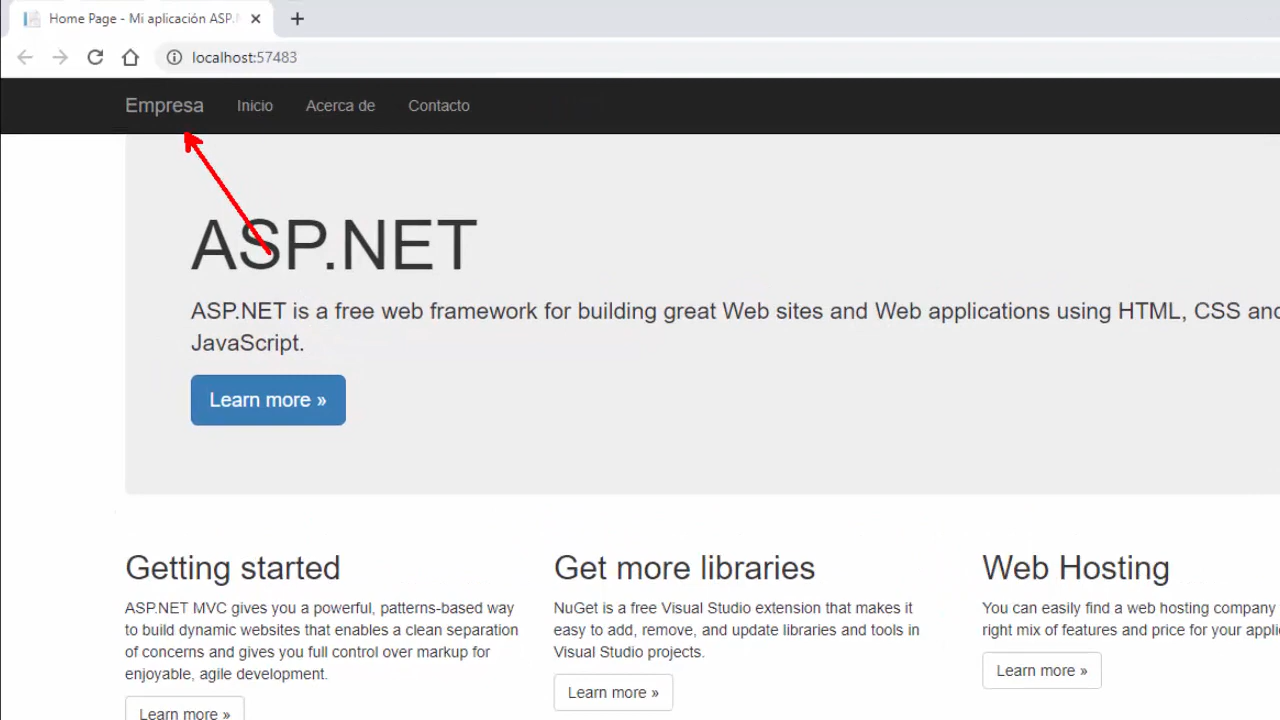 Home Page - Mi aplicación ASP.
localhost:57483
Empresa Inicio Acerca de Contacto
ASP.NET
ASP.NET is a free web framework for building great Web sites and Web applications using HTML, CSS and
JavaScript.
Learn more »
Getting started
ASP.NET MVC gives you a powerful, patterns-based way
to build dynamic websites that enables a clean separation
of concerns and gives you full control over markup for
enjoyable, agile development.
Learn more »
Get more libraries
NuGet is a free Visual Studio extension that makes it
easy to add, remove, and update libraries and tools in
Visual Studio projects.
Learn more »
Web Hosting
You can easily find a web hosting company
right mix of features and price for your appli
Learn more »